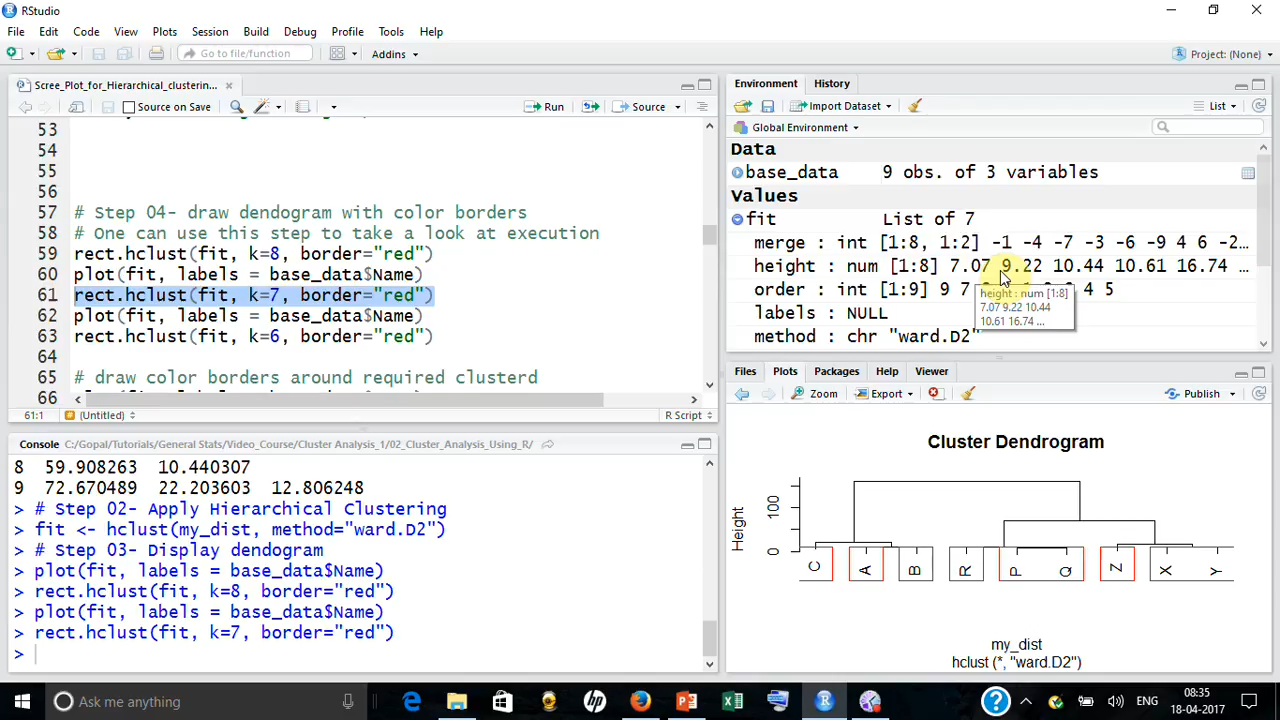 RStudio
File Edit Code View Plots Session Build Debug Profile Tools Help
Go to file/function Addins Project: (None)
Scree_Plot_for_Hierarchical_clusterin...
Source on Save Run Source
53
54
55
56
57 # Step 04- draw dendogram with color borders
58 # One can use this step to take a look at execution
59 rect.hclust(fit, k=8, border="red")
60 plot(fit, labels = base_data$Name)
61 rect.hclust(fit, k=7, border="red")
62 plot(fit, labels = base_data$Name)
63 rect.hclust(fit, k=6, border="red")
64
65 # draw color borders around required clusterd
66
61:1 (Untitled) R Script
Console C:/Gopal/Tutorials/General Stats/Video_Course/Cluster Analysis_1/02_Cluster_Analysis_Using_R/
8 59.908263 10.440307
9 72.670489 22.203603 12.806248
> # Step 02- Apply Hierarchical Clustering
> fit <- hclust(my_dist, method="ward.D2")
> # Step 03- Display dendogram
> plot(fit, labels = base_data$Name)
> rect.hclust(fit, k=8, border="red")
> plot(fit, labels = base_data$Name)
> rect.hclust(fit, k=7, border="red")
>
Environment History
Import Dataset List
Global Environment
Data
base_data 9 obs. of 3 variables
Values
fit List of 7
merge : int [1:8, 1:2] -1 -4 -7 -3 -6 -9 4 6 -2...
height : num [1:8] 7.07 9.22 10.44 10.61 16.74 ...
order : int [1:9] 9 7 4 5
height : num [1:8]
7.07 9.22 10.44
10.61 16.74 ...
labels : NULL
method : chr "ward.D2"
Files Plots Packages Help Viewer
Zoom Export Publish
Cluster Dendrogram
Height
0 100
C A B R P Q Z X Y
my_dist
hclust (*, "ward.D2")
Ask me anything
hp
ENG
08:35
18-04-2017